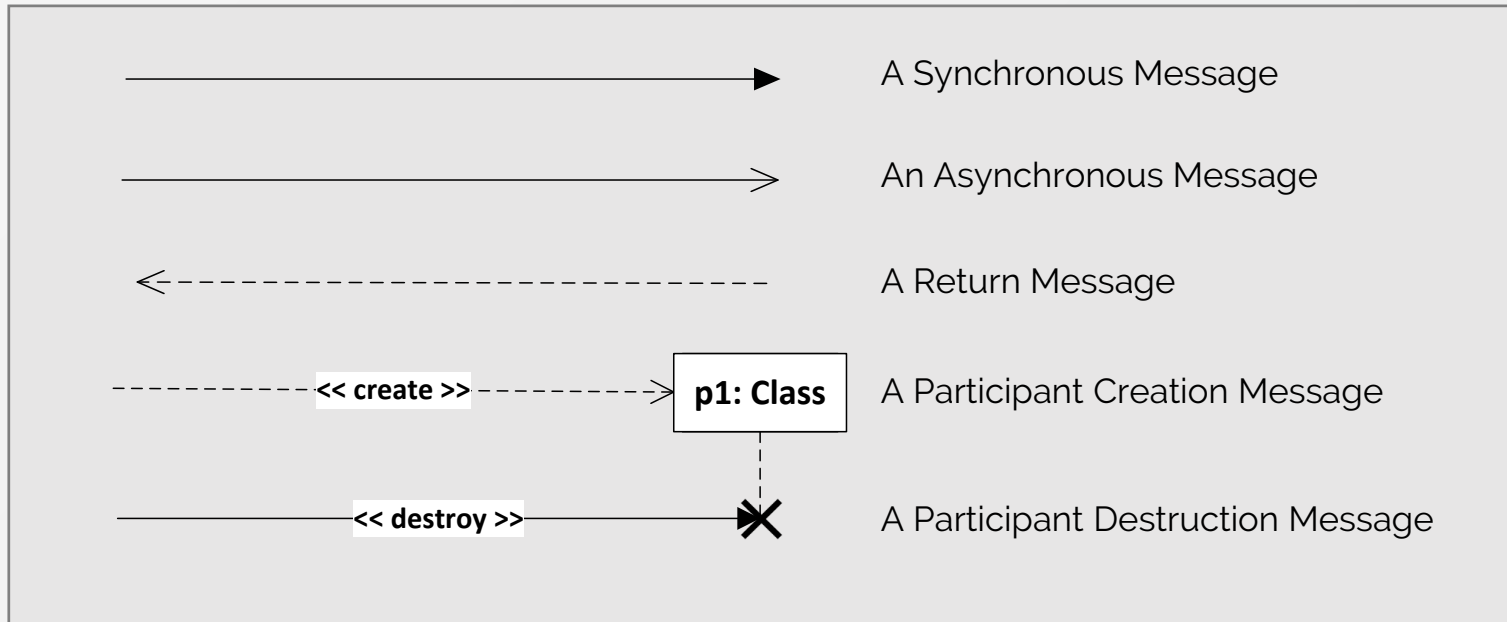 A Synchronous Message
An Asynchronous Message
A Return Message
<< create >>
p1: Class
A Participant Creation Message
<< destroy >>
A Participant Destruction Message